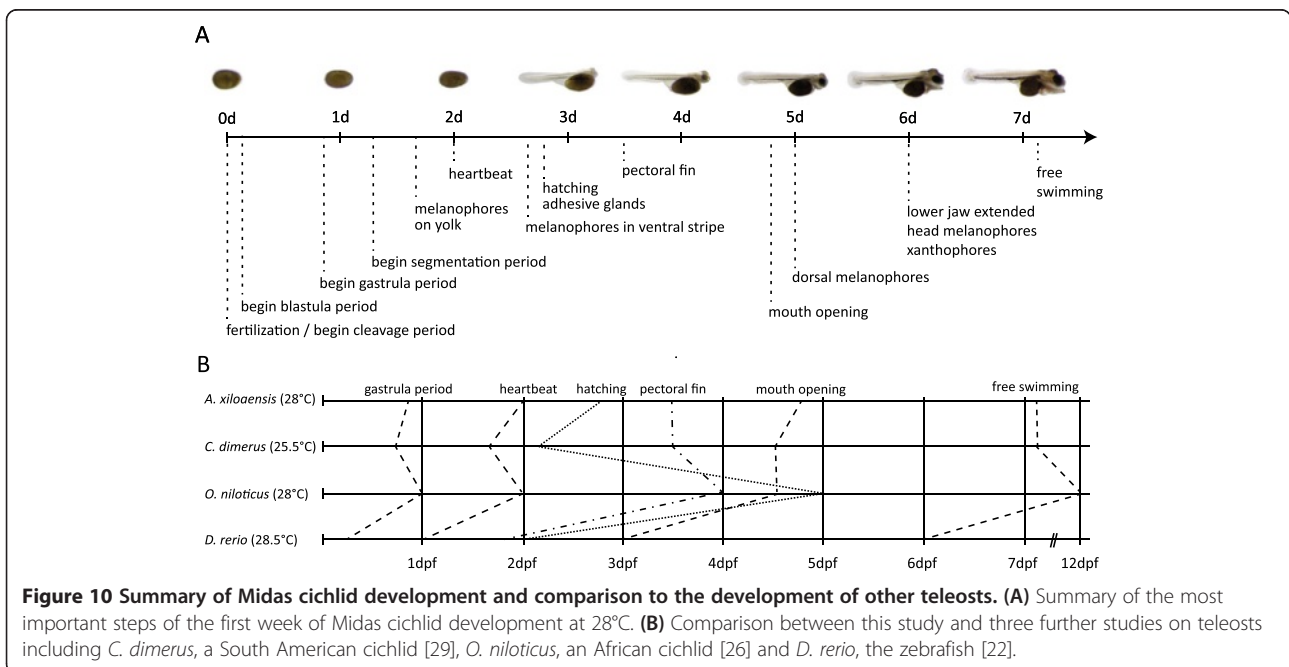 A
0d 1d 2d 3d 4d 5d 6d 7d
heartbeat
pectoral fin
free
swimming
hatching
adhesive glands
melanophores
on yolk
melanophores in ventral stripe
lower jaw extended
head melanophores
xanthophores
begin segmentation period
dorsal melanophores
begin gastrula period
begin blastula period
mouth opening
fertilization / begin cleavage period
B
gastrula period heartbeat hatching pectoral fin mouth opening free swimming
A. xiloaensis (28°C)
C. dimerus (25.5°C)
O. niloticus (28°C)
D. rerio (28.5°C)
1dpf 2dpf 3dpf 4dpf 5dpf 6dpf 7dpf 12dpf
Figure 10 Summary of Midas cichlid development and comparison to the development of other teleosts. (A) Summary of the most
important steps of the first week of Midas cichlid development at 28°C. (B) Comparison between this study and three further studies on teleosts
including C. dimerus, a South American cichlid [29], O. niloticus, an African cichlid [26] and D. rerio, the zebrafish [22].